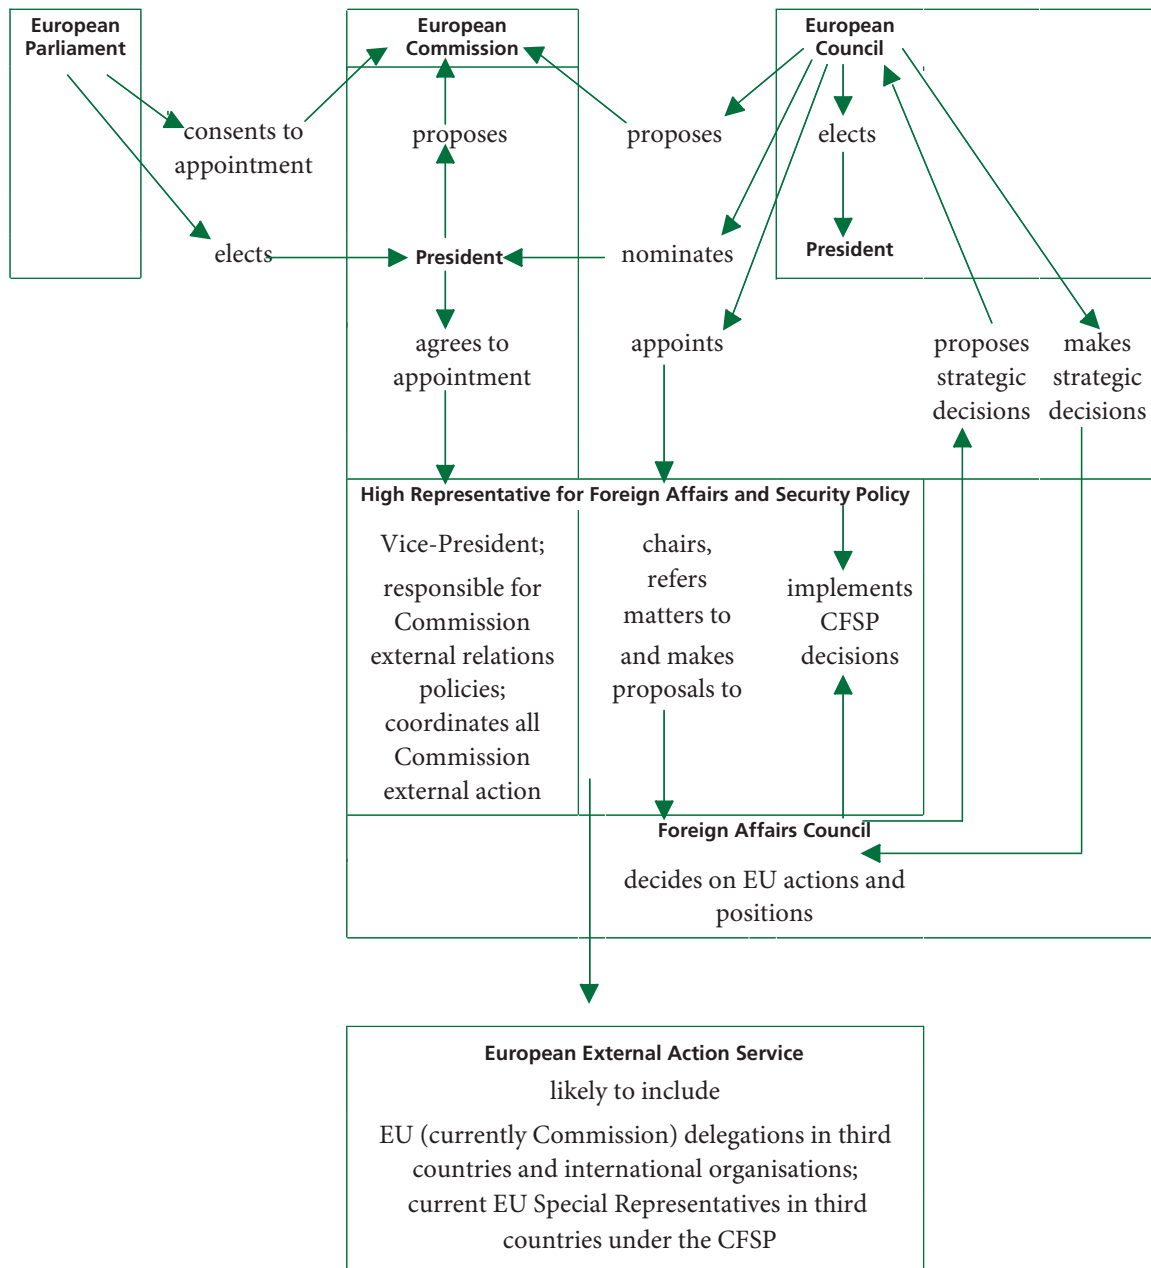 European
Parliament
European
Commission
European
Council
consents to
appointment
proposes
proposes
elects
elects
President
nominates
President
agrees to
appointment
appoints
proposes
strategic
decisions
makes
strategic
decisions
High Representative for Foreign Affairs and Security Policy
Vice-President;
responsible for
Commission
external relations
policies;
coordinates all
Commission
external action
chairs,
refers
matters to
and makes
proposals to
implements
CFSP
decisions
Foreign Affairs Council
decides on EU actions and
positions
European External Action Service
likely to include
EU (currently Commission) delegations in third
countries and international organisations;
current EU Special Representatives in third
countries under the CFSP